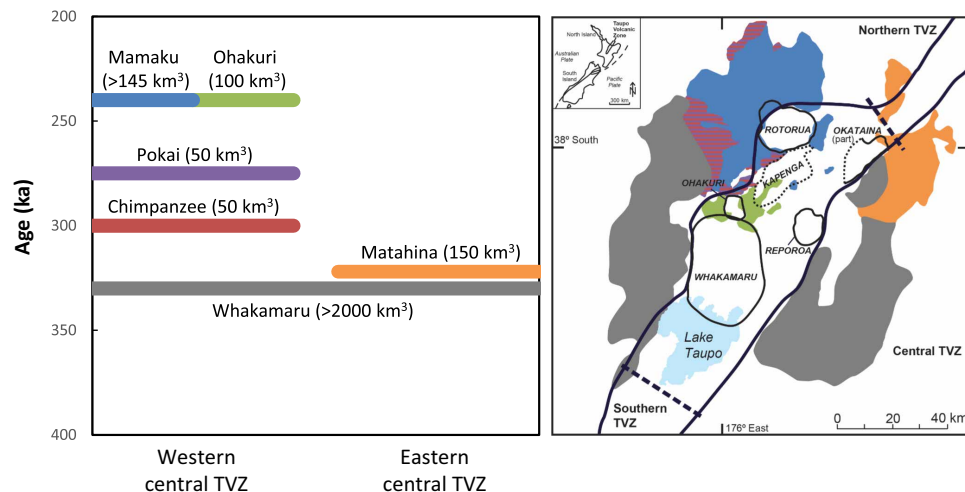 200
250
300
350
400
Age (ka)
Mamaku
(>145 km³)
Ohakuri
(100 km³)
Pokai (50 km³)
Chimpanzee (50 km³)
Matahina (150 km³)
Whakamaru (>2000 km³)
Western
central TVZ
Eastern
central TVZ
Taupo
Volcanic
Zone
North Island
Australian
Plate
South
Island
Pacific
Plate
N
300 km
Northern TVZ
38º South
ROTORUA
OKATAINA
(part)
KAPENGA
OHAKURI
REPOROA
WHAKAMARU
Lake
Taupo
Central TVZ
Southern
TVZ
176º East
0 20 40 km